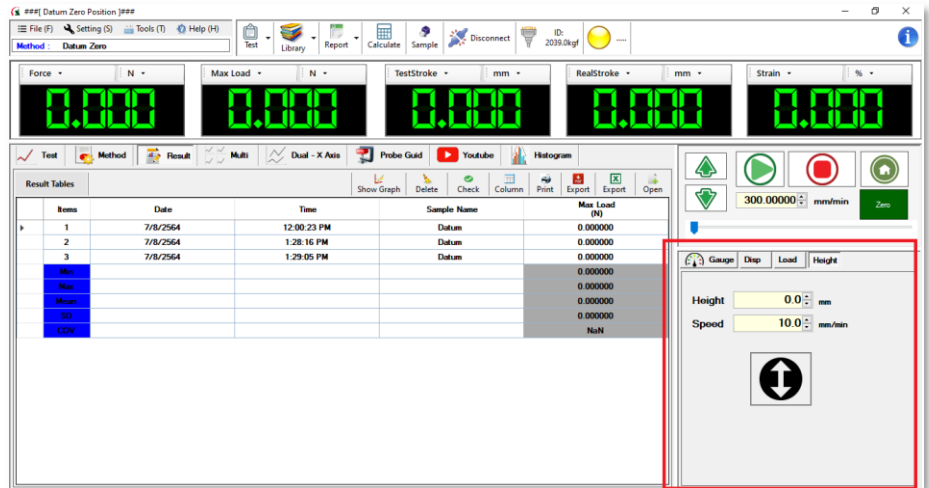 ###[ Datum Zero Position ]###
File (F) Setting (S) Tools (T) Help (H)
Method : Datum Zero
Test Library Report Calculate Sample Disconnect ID: 2039.0kgf ....
Force N Max Load N TestStroke mm RealStroke mm Strain %
0.000 0.000 0.000 0.000 0.000
Test Method Result Multi Dual - X Axis Probe Guid Youtube Histogram
Result Tables Show Graph Delete Check Column Print Export Export Open
Items Date Time Sample Name Max Load (N)
1 7/8/2564 12:00:23 PM Datum 0.000000
2 7/8/2564 1:28:16 PM Datum 0.000000
3 7/8/2564 1:29:05 PM Datum 0.000000
Min 0.000000
Max 0.000000
Mean 0.000000
SD 0.000000
COV NaN
300.00000 mm/min Zero
Gauge Disp Load Height
Height 0.0 mm
Speed 10.0 mm/min